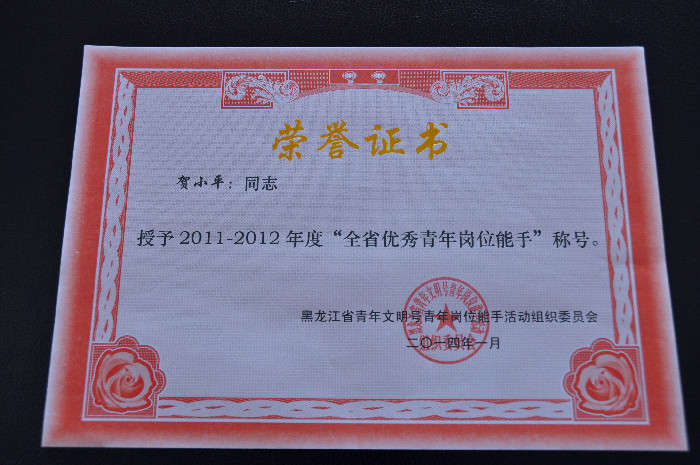 荣誉证书
贺小平：同志
授予2011-2012年度“全省优秀青年岗位能手”称号。
黑龙江省青年文明号青年岗位能手活动组织委员会
二〇一四年一月